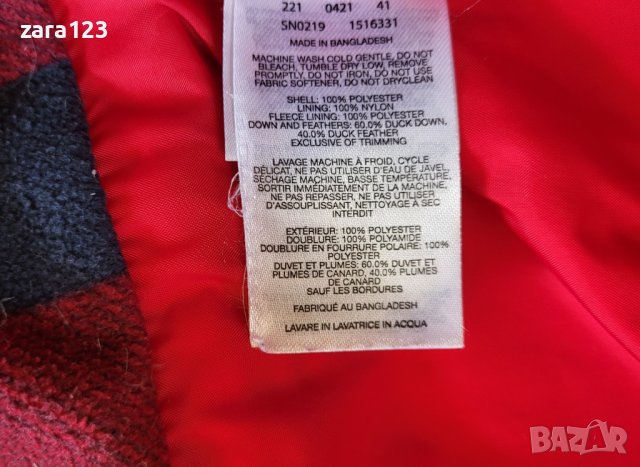 zara123
221 0421 41
SN0219 1516331
MADE IN BANGLADESH
MACHINE WASH COLD GENTLE, DO NOT
BLEACH, TUMBLE DRY LOW, REMOVE
PROMPTLY, DO NOT IRON, DO NOT USE
FABRIC SOFTENER, DO NOT DRYCLEAN
SHELL: 100% POLYESTER
LINING: 100% NYLON
FLEECE LINING: 100% POLYESTER
DOWN AND FEATHERS: 60.0% DUCK DOWN,
40.0% DUCK FEATHER
EXCLUSIVE OF TRIMMING
LAVAGE MACHINE À FROID, CYCLE
DÉLICAT, NE PAS UTILISER D'EAU DE JAVEL,
SÉCHAGE MACHINE, BASSE TEMPÉRATURE,
SORTIR IMMÉDIATEMENT DE LA MACHINE,
NE PAS REPASSER, NE PAS UTILISER
D'ASSOUPLISSANT, NETTOYAGE À SEC
INTERDIT
EXTÉRIEUR: 100% POLYESTER
DOUBLURE: 100% POLYAMIDE
DOUBLURE EN FOURRURE POLAIRE: 100%
POLYESTER
DUVET ET PLUMES: 60.0% DUVET ET
PLUMES DE CANARD, 40.0% PLUMES
DE CANARD
SAUF LES BORDURES
FABRIQUÉ AU BANGLADESH
LAVARE IN LAVATRICE IN ACQUA
BAZAR